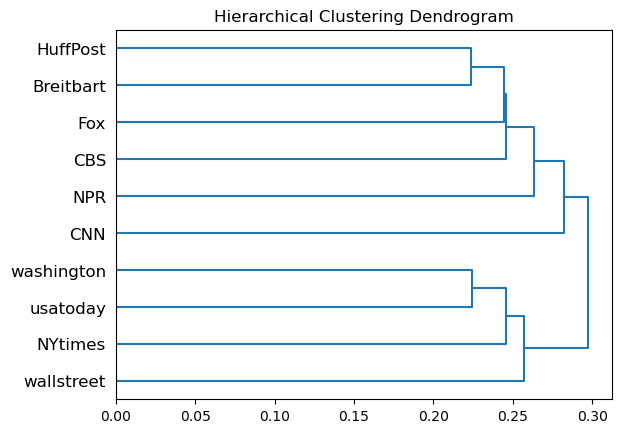 Hierarchical Clustering Dendrogram
HuffPost
Breitbart
Fox
CBS
NPR
CNN
washington
usatoday
NYtimes
wallstreet
0.00 0.05 0.10 0.15 0.20 0.25 0.30